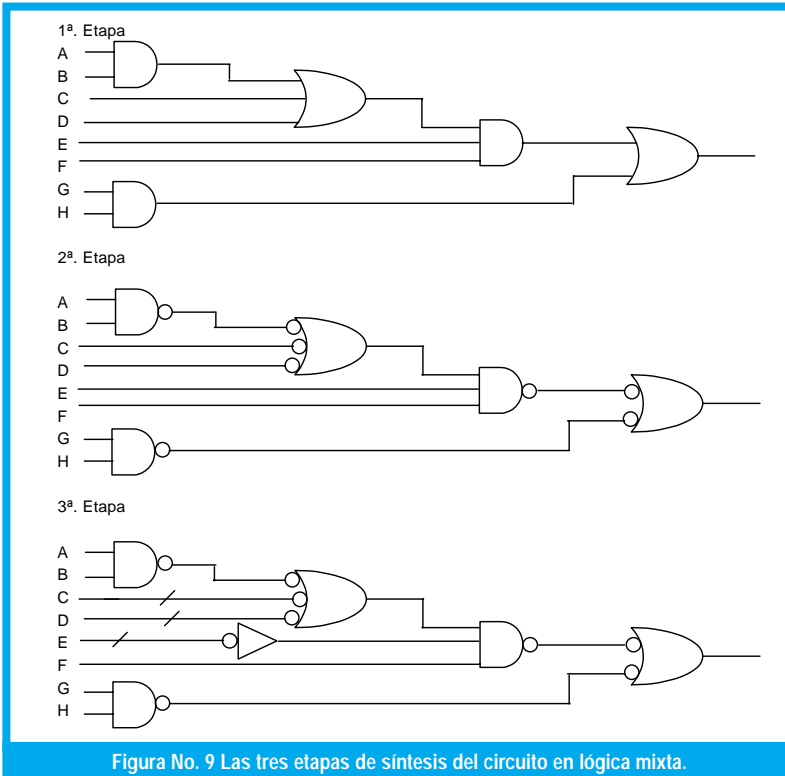 1ª. Etapa
A
B
C
D
E
F
G
H
2ª. Etapa
A
B
C
D
E
F
G
H
3ª. Etapa
A
B
C
D
E
F
G
H
Figura No. 9 Las tres etapas de síntesis del circuito en lógica mixta.